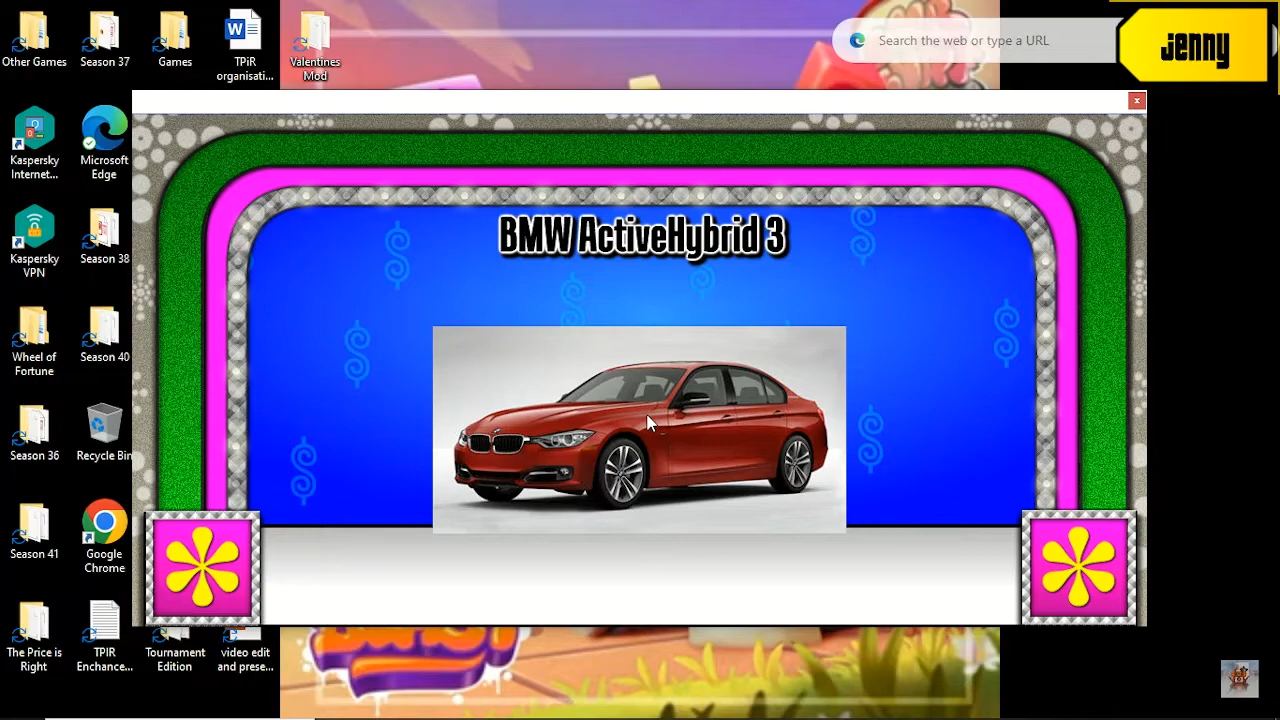 Other Games
Season 37
Games
TPiR
organisati...
Valentines
Mod
Search the web or type a URL
Jenny
Kaspersky
Internet...
Microsoft
Edge
BMW ActiveHybrid 3
Kaspersky
VPN
Season 38
Wheel of
Fortune
Season 40
Season 36
Recycle Bin
Season 41
Google
Chrome
The Price is
Right
TPIR
Enchance...
Tournament
Edition
video edit
and prese...